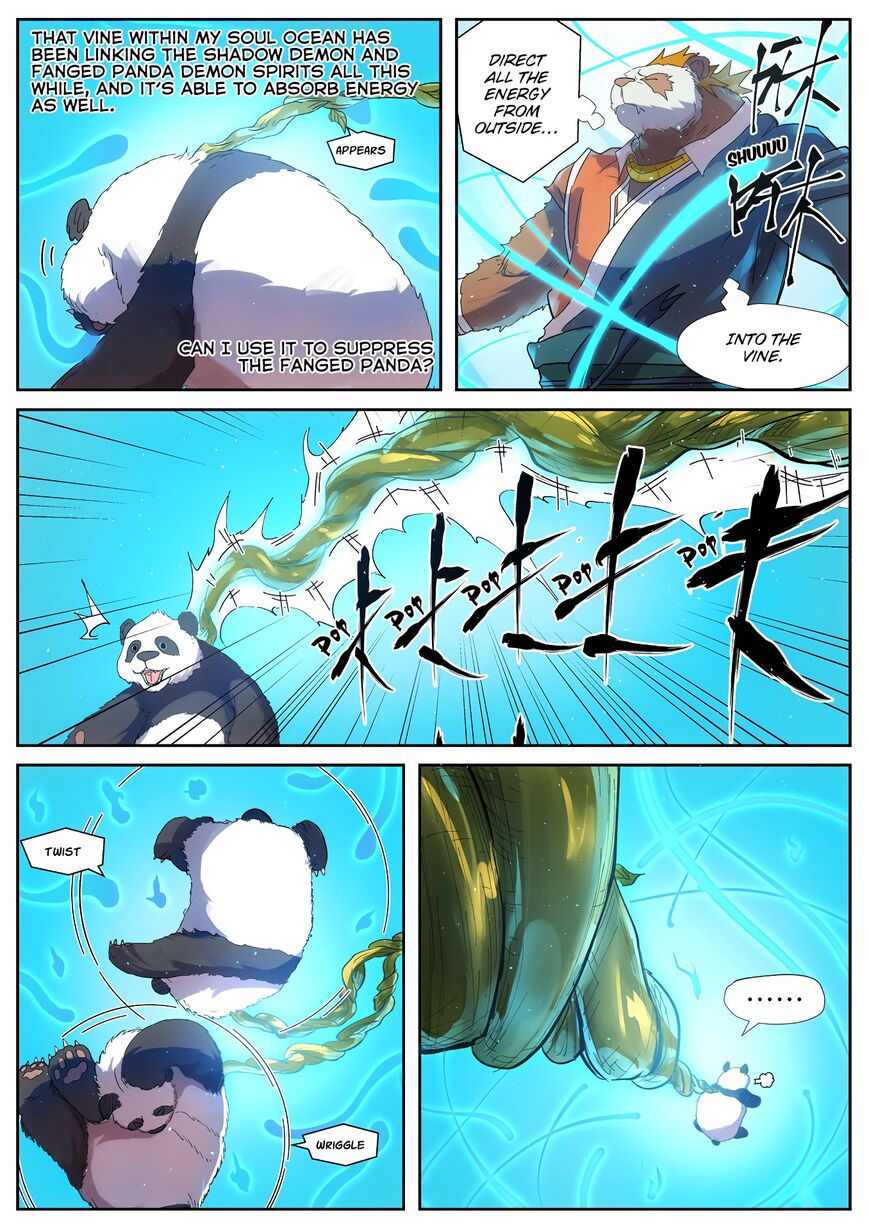 THAT VINE WITHIN MY SOUL OCEAN HAS
BEEN LINKING THE SHADOW DEMON AND
FANGED PANDA DEMON SPIRITS ALL THIS
WHILE, AND IT'S ABLE TO ABSORB ENERGY
AS WELL.
APPEARS
CAN I USE IT TO SUPPRESS
THE FANGED PANDA?
DIRECT
ALL THE
ENERGY
FROM
OUTSIDE...
SHUUUU
INTO THE
VINE.
POP
POP
POP
POP
POP
TWIST
WRIGGLE
......